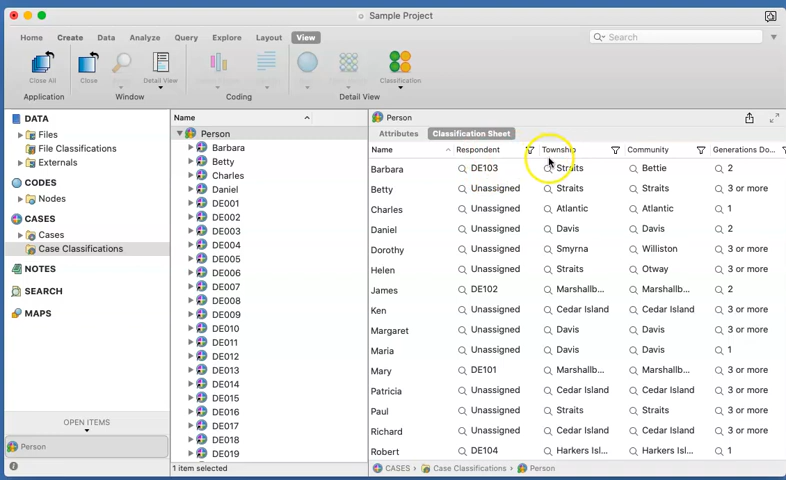 Sample Project
Home Create Data Analyze Query Explore Layout View
Search
Close All Close Detail View Classification
Application Window Coding Detail View
DATA
Files
File Classifications
Externals
CODES
Nodes
CASES
Cases
Case Classifications
NOTES
SEARCH
MAPS
OPEN ITEMS
Person
Name
Person
Barbara
Betty
Charles
Daniel
DE001
DE002
DE003
DE004
DE005
DE006
DE007
DE008
DE009
DE010
DE011
DE012
DE013
DE014
DE015
DE016
DE017
DE018
DE019
1 item selected
Person
Attributes Classification Sheet
Name Respondent Township Community Generations Do...
Barbara DE103 Straits Bettie 2
Betty Unassigned Straits Straits 3 or more
Charles Unassigned Atlantic Atlantic 1
Daniel Unassigned Davis Davis 2
Dorothy Unassigned Smyrna Williston 3 or more
Helen Unassigned Straits Otway 3 or more
James DE102 Marshallb... Marshallb... 2
Ken Unassigned Cedar Island Cedar Island 3 or more
Margaret Unassigned Davis Davis 3 or more
Maria Unassigned Davis Davis 1
Mary DE101 Marshallb... Marshallb... 3 or more
Patricia Unassigned Cedar Island Cedar Island 3 or more
Paul Unassigned Straits Straits 3 or more
Richard Unassigned Cedar Island Cedar Island 3 or more
Robert DE104 Harkers Isl... Harkers Isl... 1
CASES › Case Classifications › Person